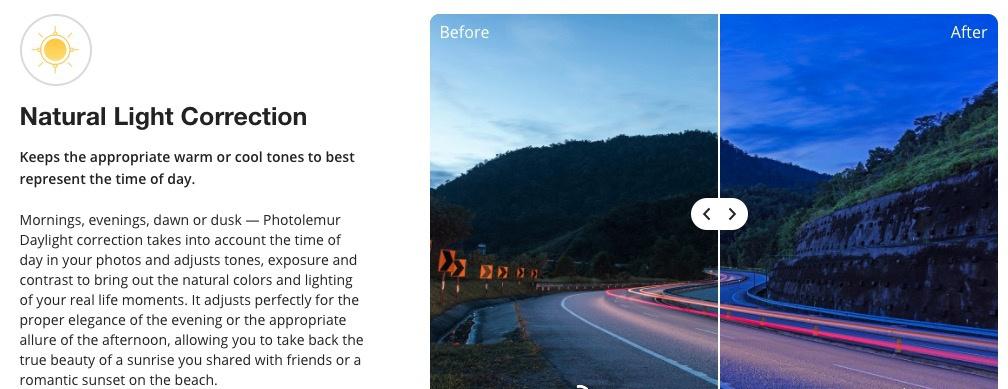 Natural Light Correction
Keeps the appropriate warm or cool tones to best
represent the time of day.
Mornings, evenings, dawn or dusk — Photolemur
Daylight correction takes into account the time of
day in your photos and adjusts tones, exposure and
contrast to bring out the natural colors and lighting
of your real life moments. It adjusts perfectly for the
proper elegance of the evening or the appropriate
allure of the afternoon, allowing you to take back the
true beauty of a sunrise you shared with friends or a
romantic sunset on the beach.
Before
After